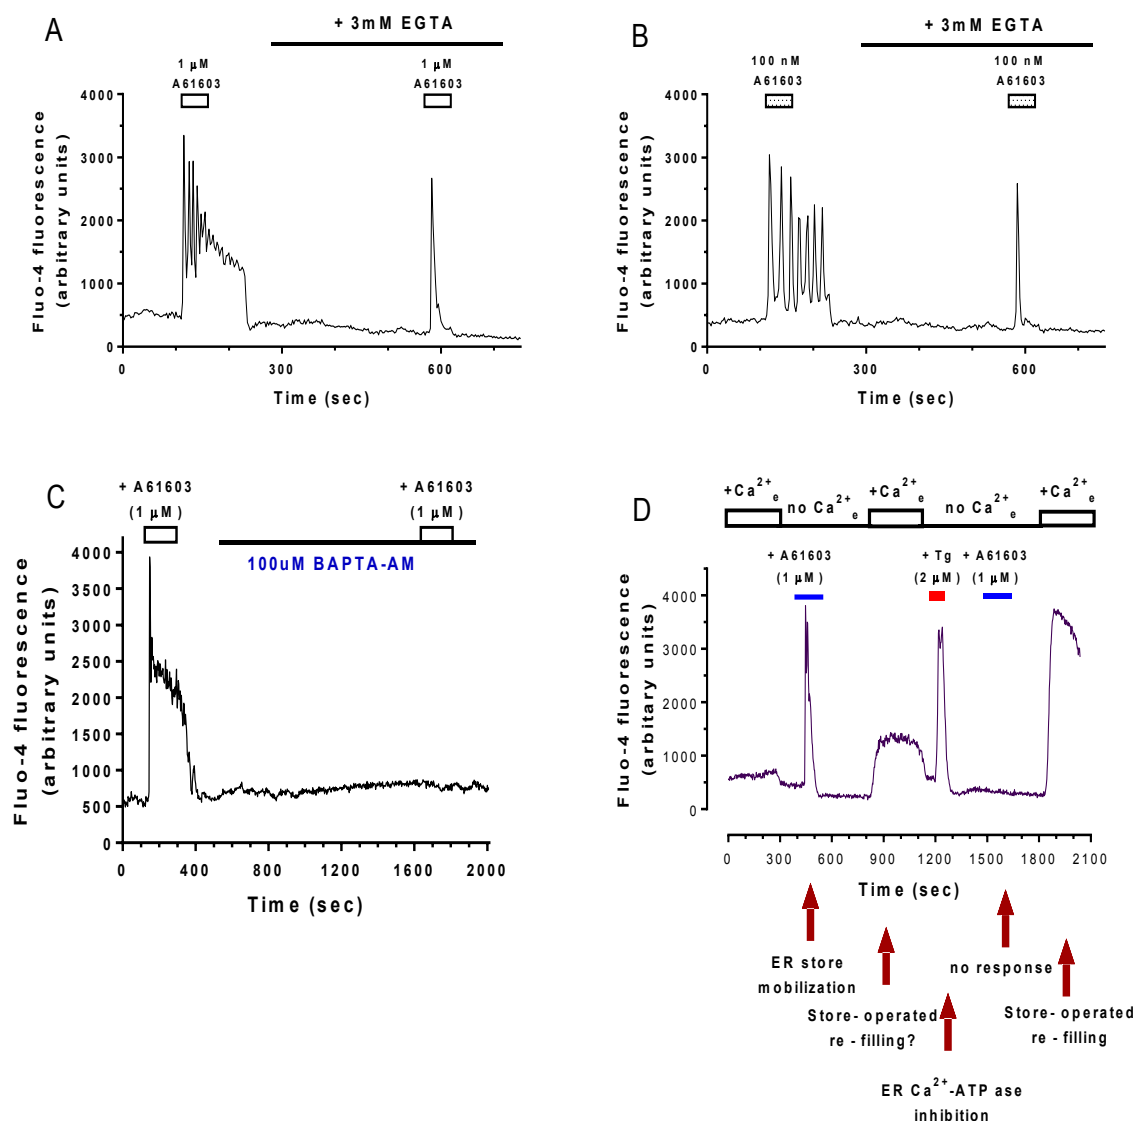 A
+ 3mM EGTA
1 µM
A61603
1 µM
A61603
4000
3000
2000
1000
0
Fluo-4 fluorescence
(arbitrary units)
0
300
600
Time (sec)
B
+ 3mM EGTA
100 nM
A61603
100 nM
A61603
4000
3000
2000
1000
0
Fluo-4 fluorescence
(arbitrary units)
0
300
600
Time (sec)
C
+ A61603
(1 µM)
+ A61603
(1 µM)
100uM BAPTA-AM
4000
3500
3000
2500
2000
1500
1000
500
0
Fluo-4 fluorescence
(arbitrary units)
0
400
800
1200
1600
2000
Time (sec)
D
+Ca2+e
no Ca2+e
+Ca2+e
no Ca2+e
+Ca2+e
+ A61603
(1 µM)
+ Tg
(2 µM)
+ A61603
(1 µM)
4000
3000
2000
1000
0
Fluo-4 fluorescence
(arbitary units)
0
300
600
900
1200
1500
1800
2100
Time (sec)
ER store
mobilization
Store- operated
re - filling?
ER Ca2+-ATP ase
inhibition
no response
Store- operated
re - filling